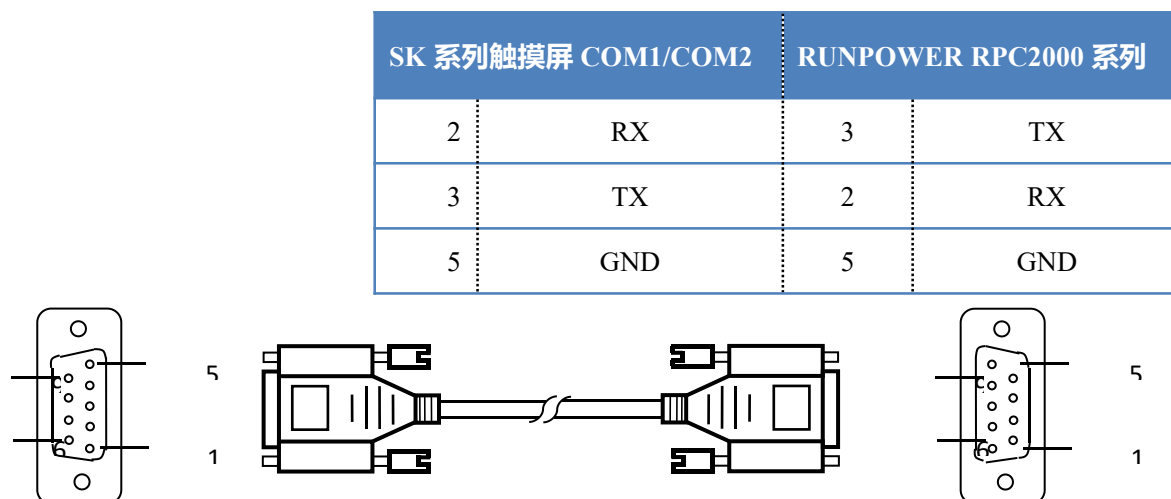 SK 系列触摸屏 COM1/COM2 RUNPOWER RPC2000 系列
2 RX 3 TX
3 TX 2 RX
5 GND 5 GND
5 5
1 1